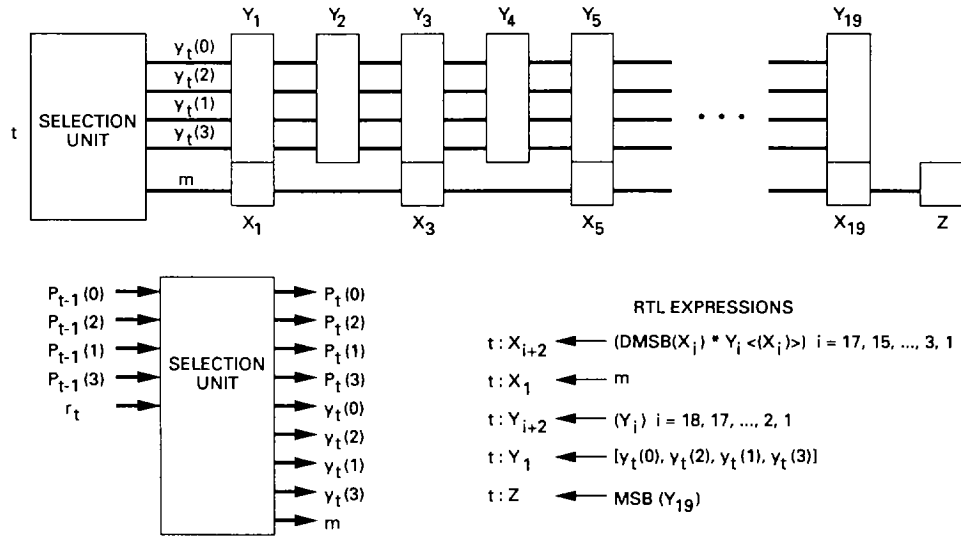 Y1 Y2 Y3 Y4 Y5 Y19
t
SELECTION UNIT
yt(0)
yt(2)
yt(1)
yt(3)
m
. . .
X1 X3 X5 X19 Z
Pt-1(0)
Pt-1(2)
Pt-1(1)
Pt-1(3)
rt
SELECTION UNIT
Pt(0)
Pt(2)
Pt(1)
Pt(3)
yt(0)
yt(2)
yt(1)
yt(3)
m
RTL EXPRESSIONS
t : Xi+2 ← (DMSB(Xi) * Yi <(Xi)>) i = 17, 15, ..., 3, 1
t : X1 ← m
t : Yi+2 ← (Yi) i = 18, 17, ..., 2, 1
t : Y1 ← [yt(0), yt(2), yt(1), yt(3)]
t : Z ← MSB (Y19)